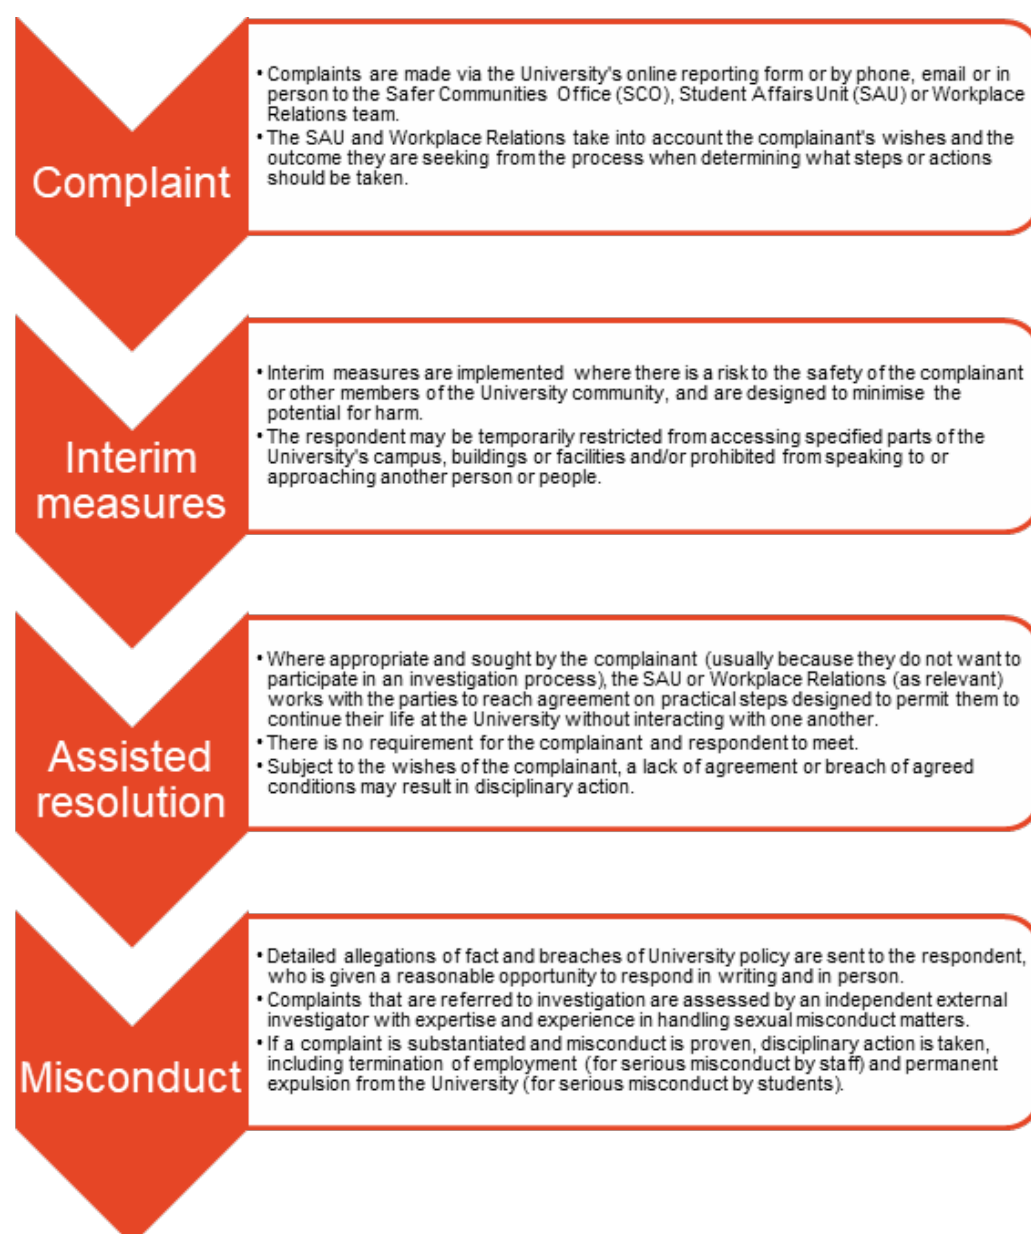 Complaint
• Complaints are made via the University's online reporting form or by phone, email or in
person to the Safer Communities Office (SCO), Student Affairs Unit (SAU) or Workplace
Relations team.
• The SAU and Workplace Relations take into account the complainant's wishes and the
outcome they are seeking from the process when determining what steps or actions
should be taken.
Interim
measures
• Interim measures are implemented where there is a risk to the safety of the complainant
or other members of the University community, and are designed to minimise the
potential for harm.
• The respondent may be temporarily restricted from accessing specified parts of the
University's campus, buildings or facilities and/or prohibited from speaking to or
approaching another person or people.
Assisted
resolution
• Where appropriate and sought by the complainant (usually because they do not want to
participate in an investigation process), the SAU or Workplace Relations (as relevant)
works with the parties to reach agreement on practical steps designed to permit them to
continue their life at the University without interacting with one another.
• There is no requirement for the complainant and respondent to meet.
• Subject to the wishes of the complainant, a lack of agreement or breach of agreed
conditions may result in disciplinary action.
Misconduct
• Detailed allegations of fact and breaches of University policy are sent to the respondent,
who is given a reasonable opportunity to respond in writing and in person.
• Complaints that are referred to investigation are assessed by an independent external
investigator with expertise and experience in handling sexual misconduct matters.
• If a complaint is substantiated and misconduct is proven, disciplinary action is taken,
including termination of employment (for serious misconduct by staff) and permanent
expulsion from the University (for serious misconduct by students).